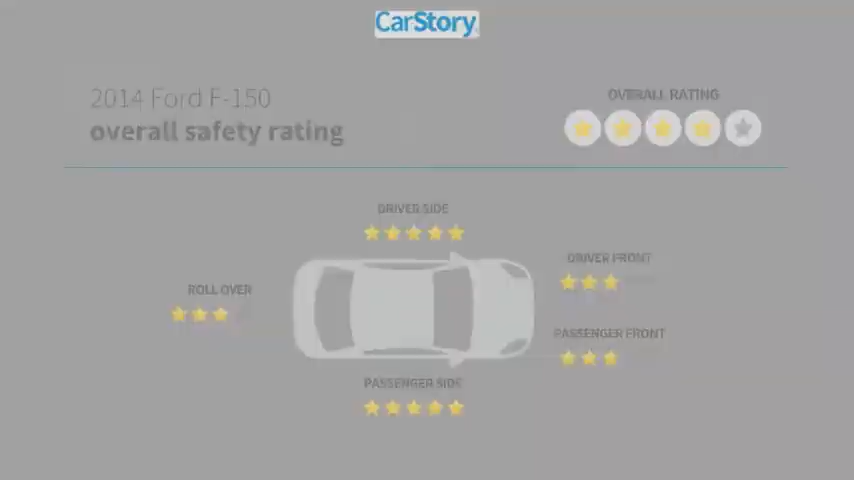 CarStory
2014 Ford F-150
overall safety rating
OVERALL RATING
DRIVER SIDE
DRIVER FRONT
ROLL OVER
PASSENGER FRONT
PASSENGER SIDE